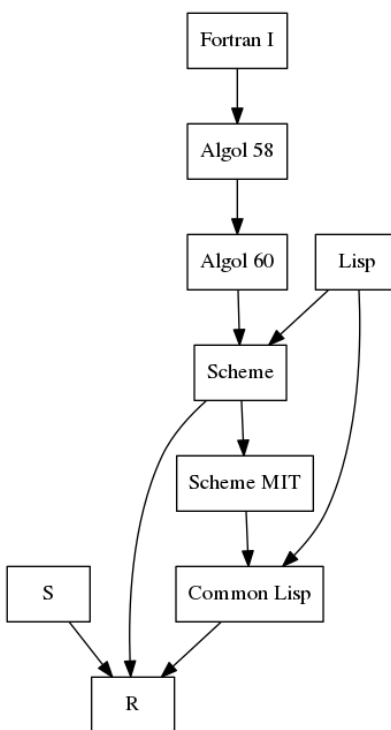 Fortran I
Algol 58
Algol 60
Lisp
Scheme
Scheme MIT
S
Common Lisp
R